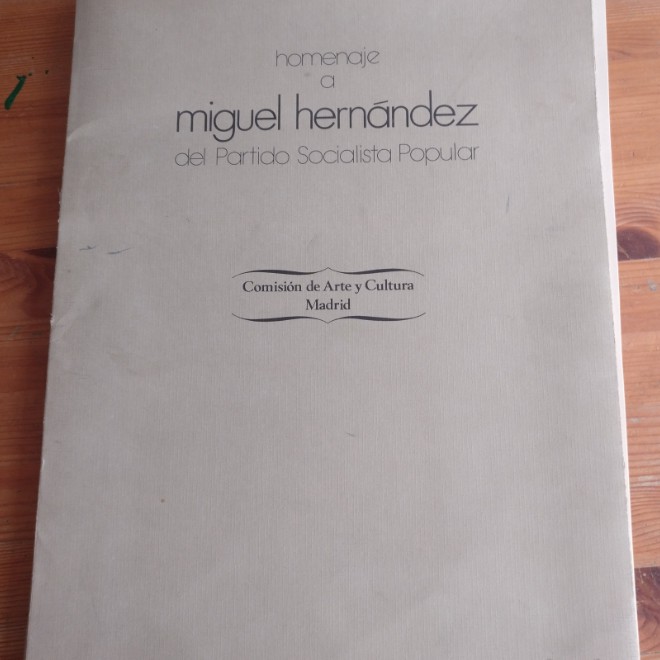 homenaje
a
miguel hernández
del Partido Socialista Popular
Comisión de Arte y Cultura
Madrid